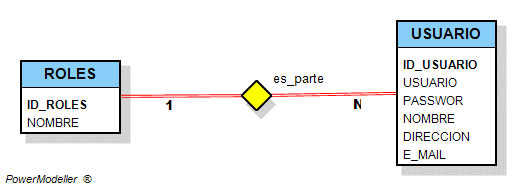 ROLES
ID_ROLES
NOMBRE
1
es_parte
N
USUARIO
ID_USUARIO
USUARIO
PASSWOR
NOMBRE
DIRECCION
E_MAIL
PowerModeller ®